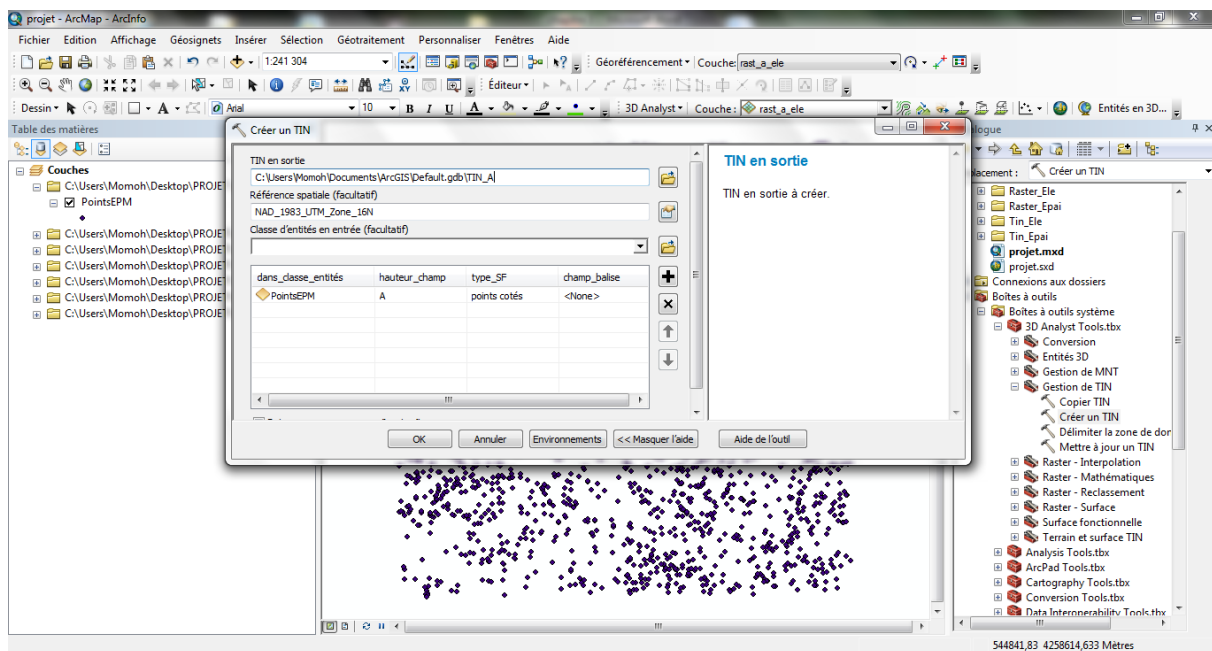 projet - ArcMap - ArcInfo
Fichier Edition Affichage Géosignets Insérer Sélection Géotraitement Personnaliser Fenêtres Aide
1:241 304
Géoréférencement Couche: rast_a_ele
Éditeur
Dessin A Arial 10 B I U A 3D Analyst Couche : rast_a_ele Entités en 3D...
Table des matières
Couches
C:\Users\Momoh\Desktop\PROJE
PointsEPM
C:\Users\Momoh\Desktop\PROJE
C:\Users\Momoh\Desktop\PROJE
C:\Users\Momoh\Desktop\PROJE
C:\Users\Momoh\Desktop\PROJE
C:\Users\Momoh\Desktop\PROJE
C:\Users\Momoh\Desktop\PROJE
Créer un TIN
TIN en sortie
C:\Users\Momoh\Documents\ArcGIS\Default.gdb\TIN_A
Référence spatiale (facultatif)
NAD_1983_UTM_Zone_16N
Classe d'entités en entrée (facultatif)
dans_classe_entités hauteur_champ type_SF champ_balise
PointsEPM A points cotés <None>
OK Annuler Environnements << Masquer l'aide Aide de l'outil
TIN en sortie
TIN en sortie à créer.
logue
lacement : Créer un TIN
Raster_Ele
Raster_Epai
Tin_Ele
Tin_Epai
projet.mxd
projet.sxd
Connexions aux dossiers
Boîtes à outils
Boîtes à outils système
3D Analyst Tools.tbx
Conversion
Entités 3D
Gestion de MNT
Gestion de TIN
Copier TIN
Créer un TIN
Délimiter la zone de dor
Mettre à jour un TIN
Raster - Interpolation
Raster - Mathématiques
Raster - Reclassement
Raster - Surface
Surface fonctionnelle
Terrain et surface TIN
Analysis Tools.tbx
ArcPad Tools.tbx
Cartography Tools.tbx
Conversion Tools.tbx
Data Interoperability Tools.tbx
544841,83 4258614,633 Mètres